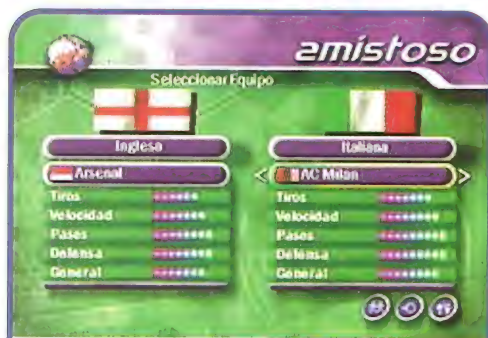 amistoso
Seleccionar Equipo
Inglesa
Arsenal
Tiros
Velocidad
Pases
Defensa
General
Italiana
< AC Milan >
Tiros
Velocidad
Pases
Defensa
General